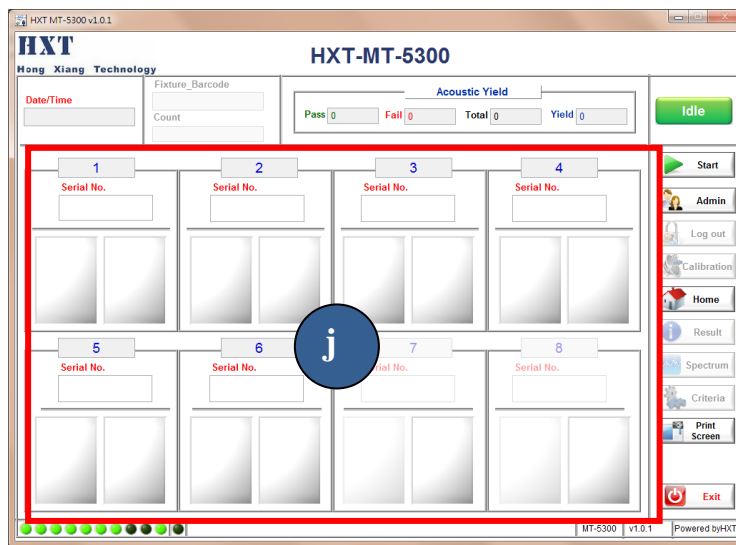 HXT MT-5300 v1.0.1
HXT
Hong Xiang Technology
HXT-MT-5300
Date/Time
Fixture_Barcode
Count
Acoustic Yield
Pass 0 Fail 0 Total 0 Yield 0
Idle
1 2 3 4
Serial No. Serial No. Serial No. Serial No.
j
5 6 7 8
Serial No. Serial No. rial No. Serial No.
Start
Admin
Log out
Calibration
Home
Result
Spectrum
Criteria
Print
Screen
Exit
MT-5300 v1.0.1 Powered byHXT